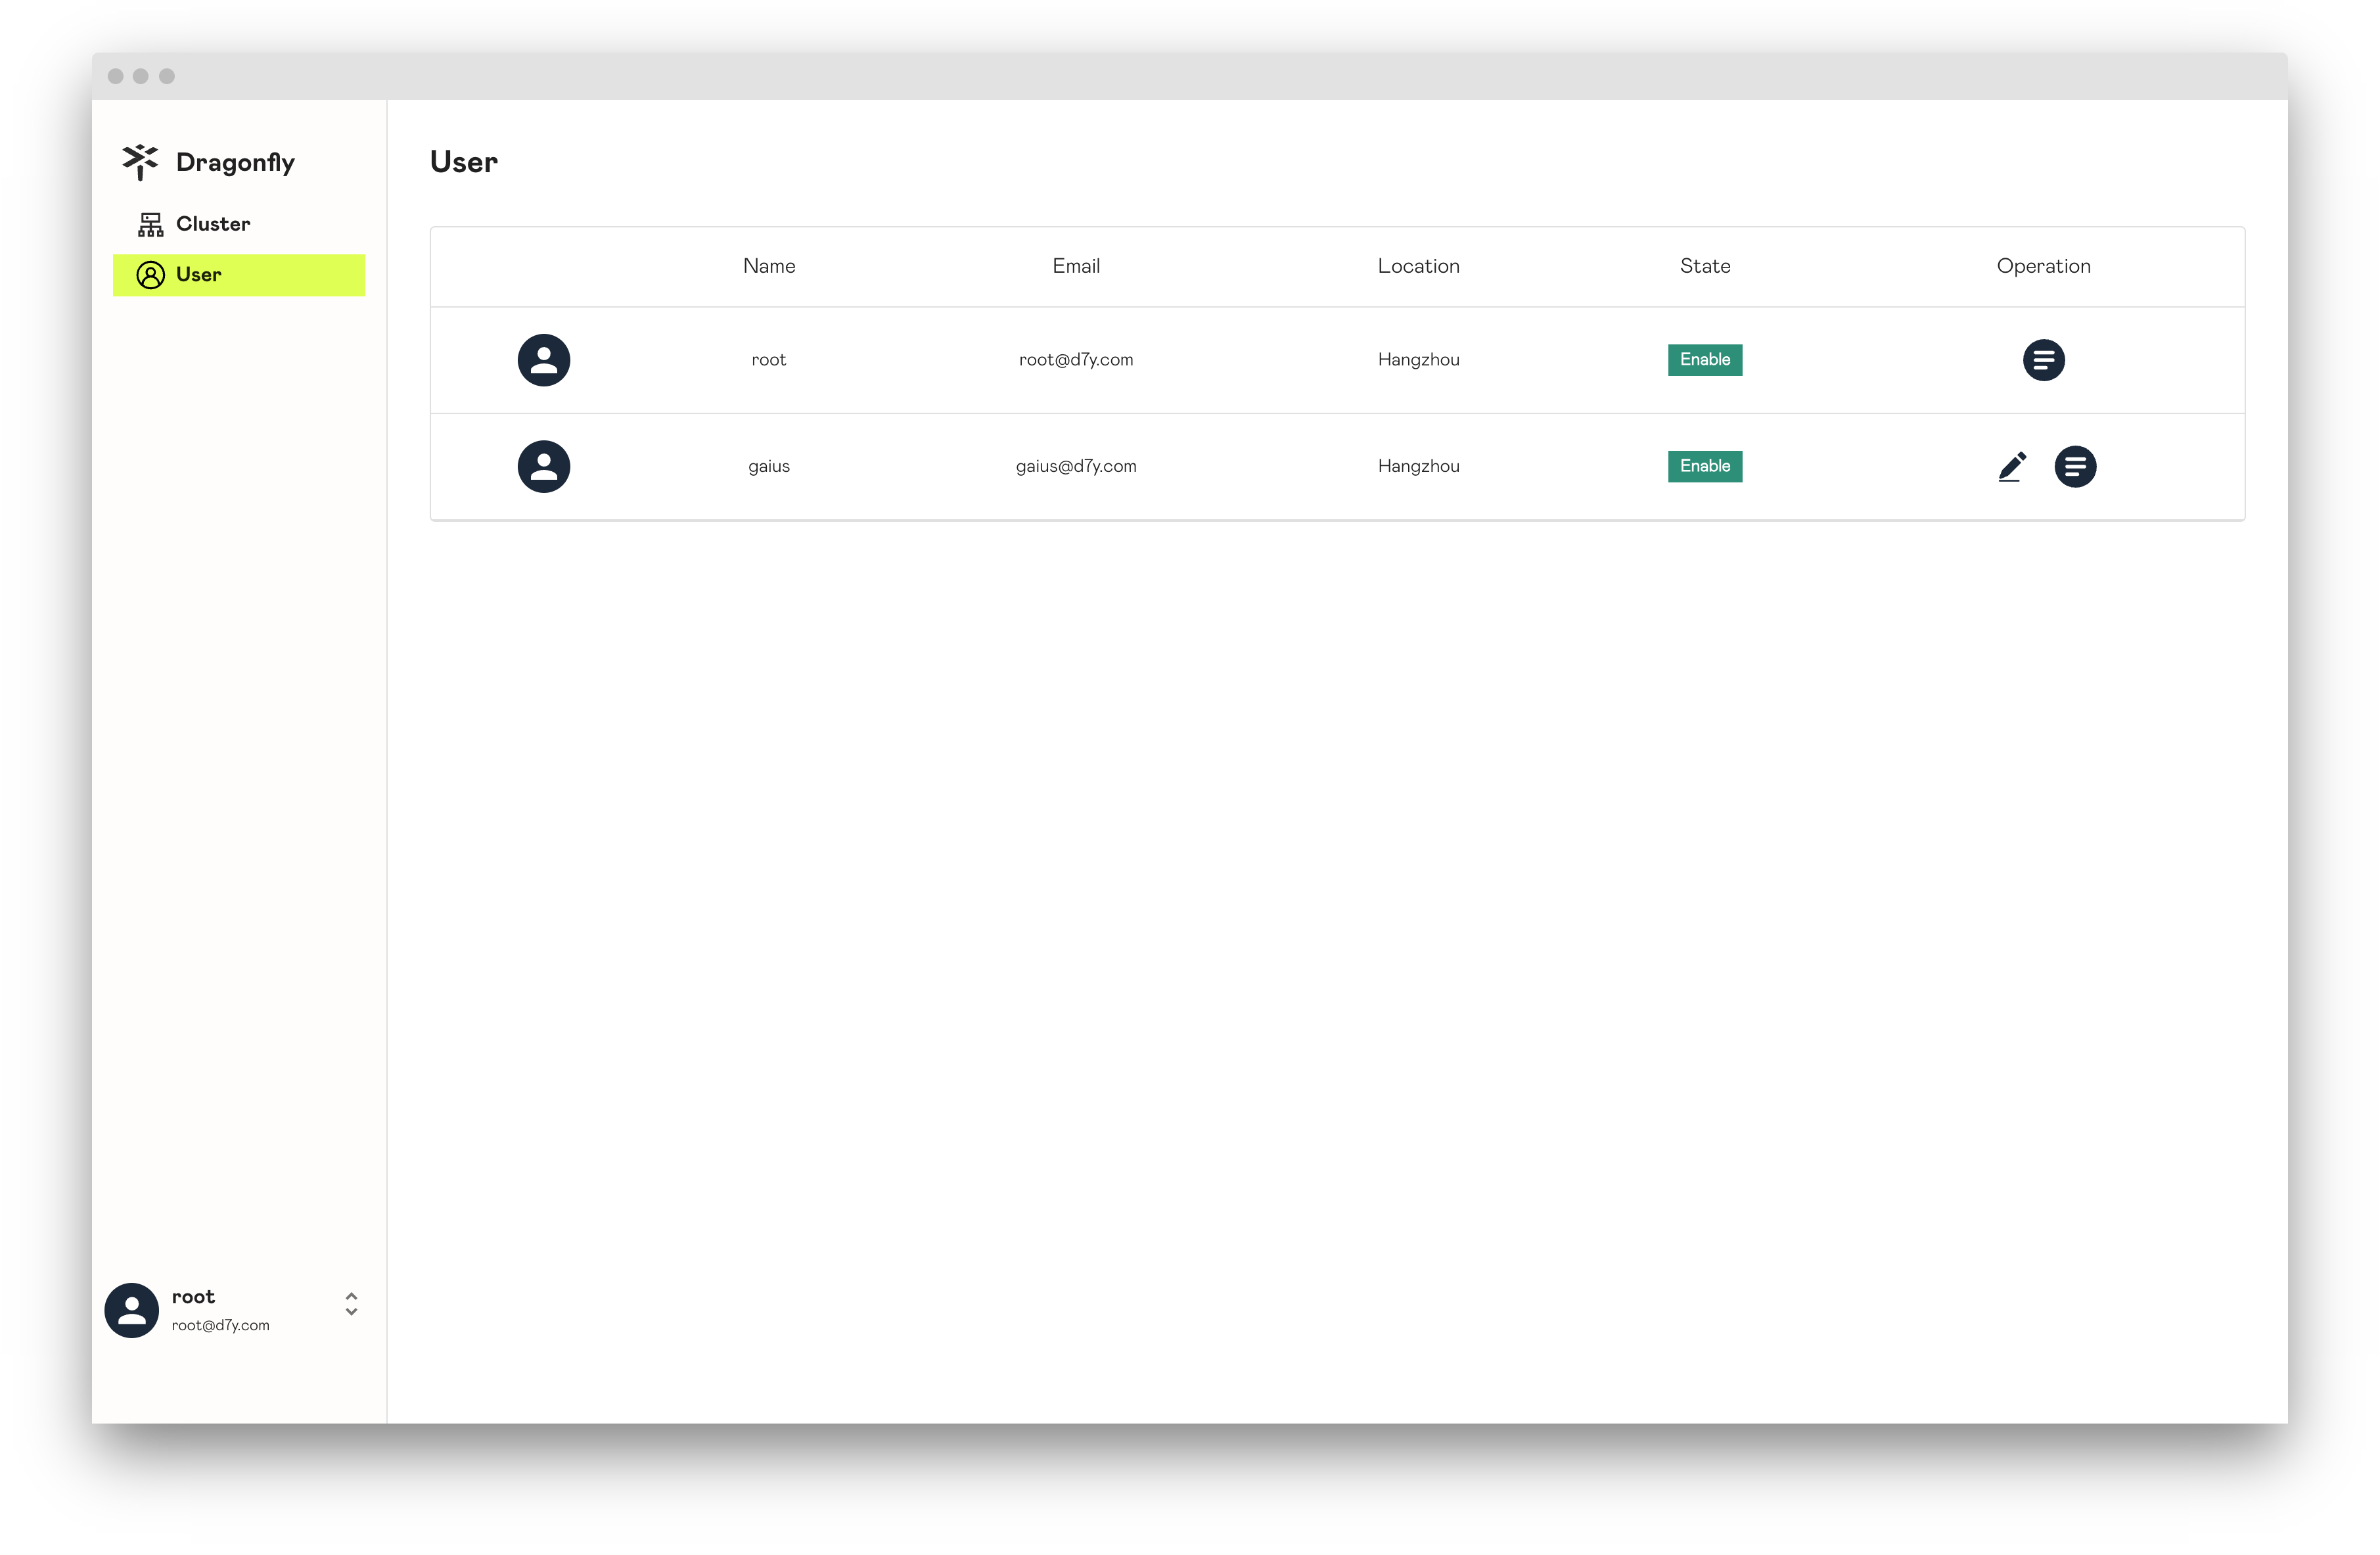 Dragonfly
Cluster
User
User
Name Email Location State Operation
root root@d7y.com Hangzhou Enable
gaius gaius@d7y.com Hangzhou Enable
root
root@d7y.com